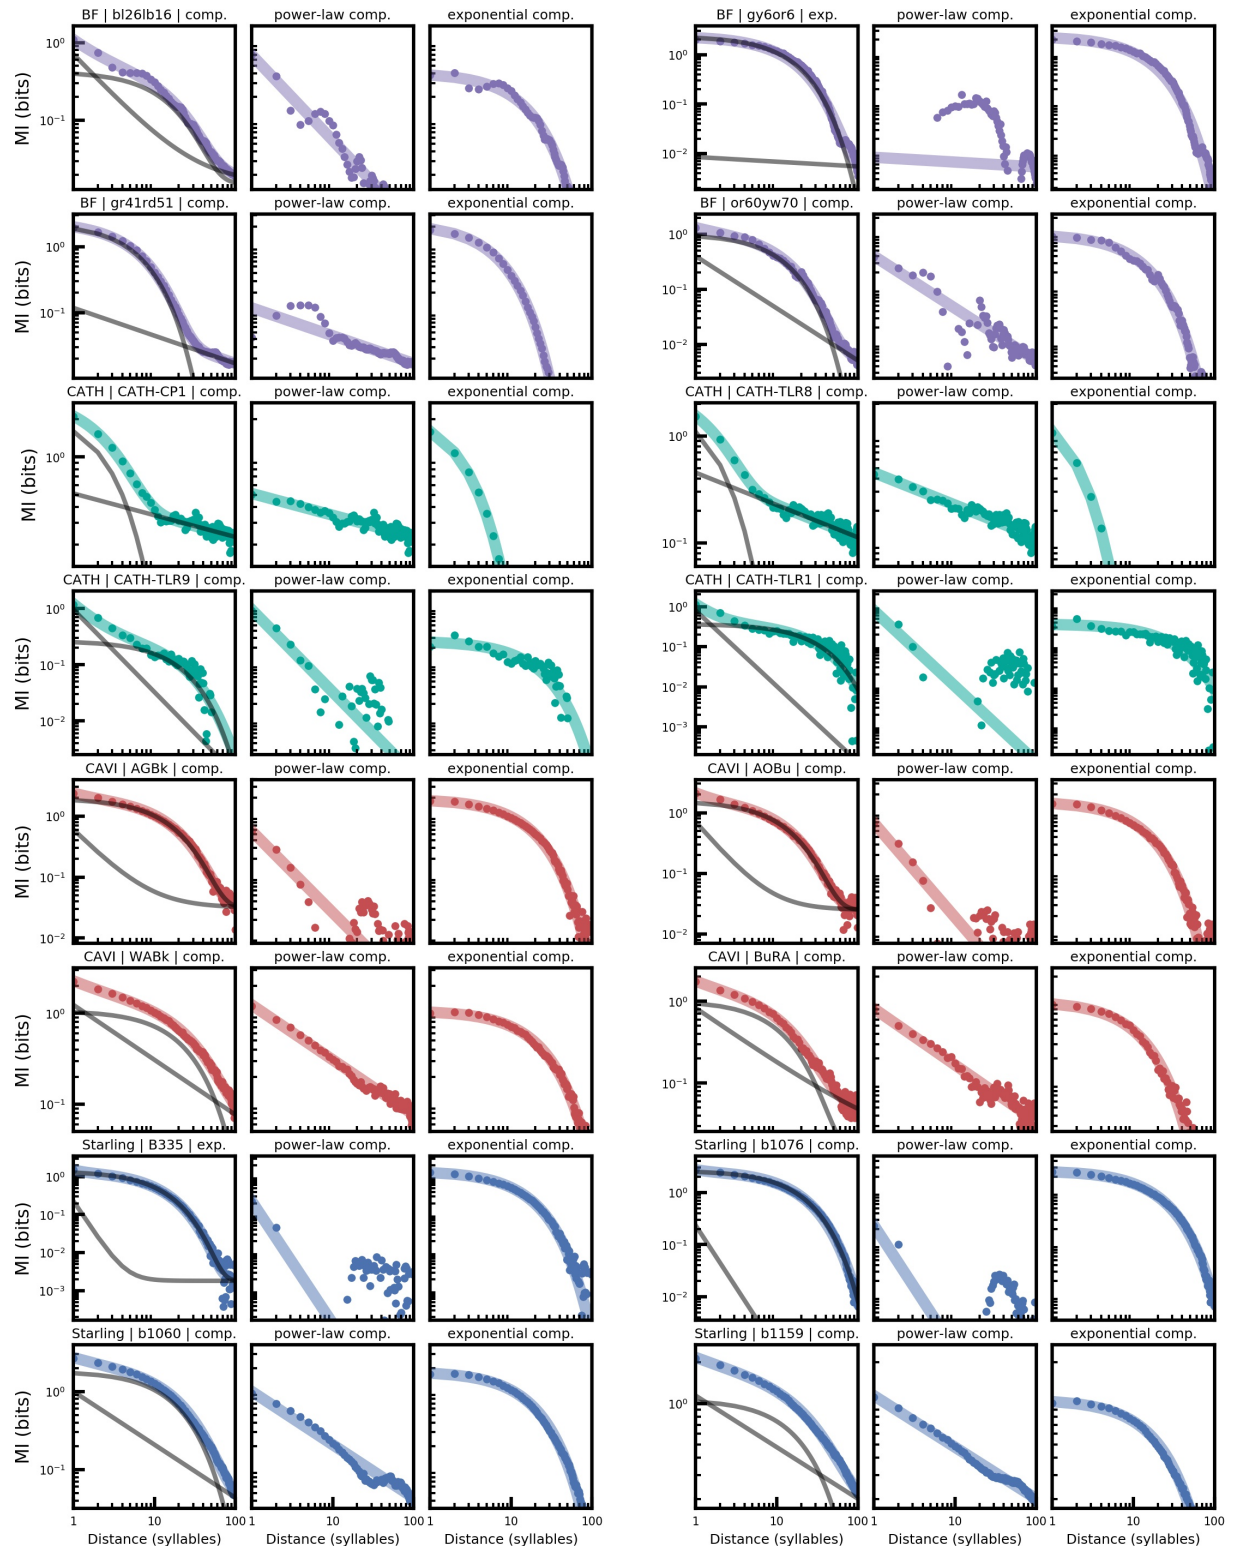 BF | bl26lb16 | comp. power-law comp. exponential comp. BF | gy6or6 | exp. power-law comp. exponential comp.
MI (bits)
10⁰
10⁻¹
10⁰
10⁻¹
10⁻²
BF | gr41rd51 | comp. power-law comp. exponential comp. BF | or60yw70 | comp. power-law comp. exponential comp.
MI (bits)
10⁰
10⁻¹
10⁰
10⁻¹
10⁻²
CATH | CATH-CP1 | comp. power-law comp. exponential comp. CATH | CATH-TLR8 | comp. power-law comp. exponential comp.
MI (bits)
10⁰
10⁰
10⁻¹
CATH | CATH-TLR9 | comp. power-law comp. exponential comp. CATH | CATH-TLR1 | comp. power-law comp. exponential comp.
MI (bits)
10⁰
10⁻¹
10⁻²
10⁰
10⁻¹
10⁻²
10⁻³
CAVI | AGBk | comp. power-law comp. exponential comp. CAVI | AOBu | comp. power-law comp. exponential comp.
MI (bits)
10⁰
10⁻¹
10⁻²
10⁰
10⁻¹
10⁻²
CAVI | WABk | comp. power-law comp. exponential comp. CAVI | BuRA | comp. power-law comp. exponential comp.
MI (bits)
10⁰
10⁻¹
10⁰
10⁻¹
Starling | B335 | exp. power-law comp. exponential comp. Starling | b1076 | comp. power-law comp. exponential comp.
MI (bits)
10⁰
10⁻¹
10⁻²
10⁻³
10⁰
10⁻¹
10⁻²
Starling | b1060 | comp. power-law comp. exponential comp. Starling | b1159 | comp. power-law comp. exponential comp.
MI (bits)
10⁰
10⁻¹
10⁰
1 10 100 1 10 100 1 10 100 1 10 100 1 10 100 1 10 100
Distance (syllables) Distance (syllables) Distance (syllables) Distance (syllables) Distance (syllables) Distance (syllables)